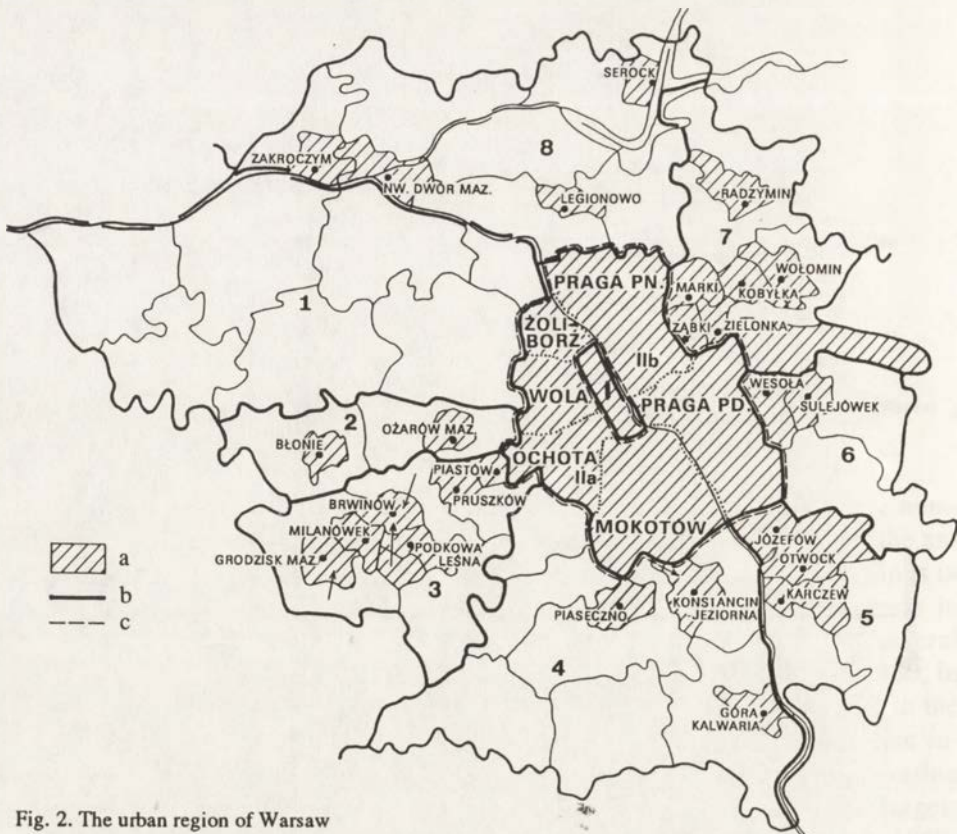 SEROCK
8
ZAKROCZYM
NW. DWÓR MAZ.
LEGIONOWO
RADZYMIN
7
WOŁOMIN
PRAGA PN.
MARKI
KOBYŁKA
1
ŻOLI-
BORZ
ZĄBKI
ZIELONKA
IIb
I
WOLA
PRAGA PD.
WESOŁA
SULEJÓWEK
2
BŁONIE
OŻARÓW MAZ.
6
OCHOTA
IIa
PIASTÓW
PRUSZKÓW
BRWINÓW
MOKOTÓW
MILANÓWEK
JÓZEFÓW
OTWOCK
GRODZISK MAZ.
PODKOWA
LEŚNA
3
KARCZEW
5
PIASECZNO
KONSTANCIN
JEZIORNA
4
GÓRA
KALWARIA
a
b
c
Fig. 2. The urban region of Warsaw